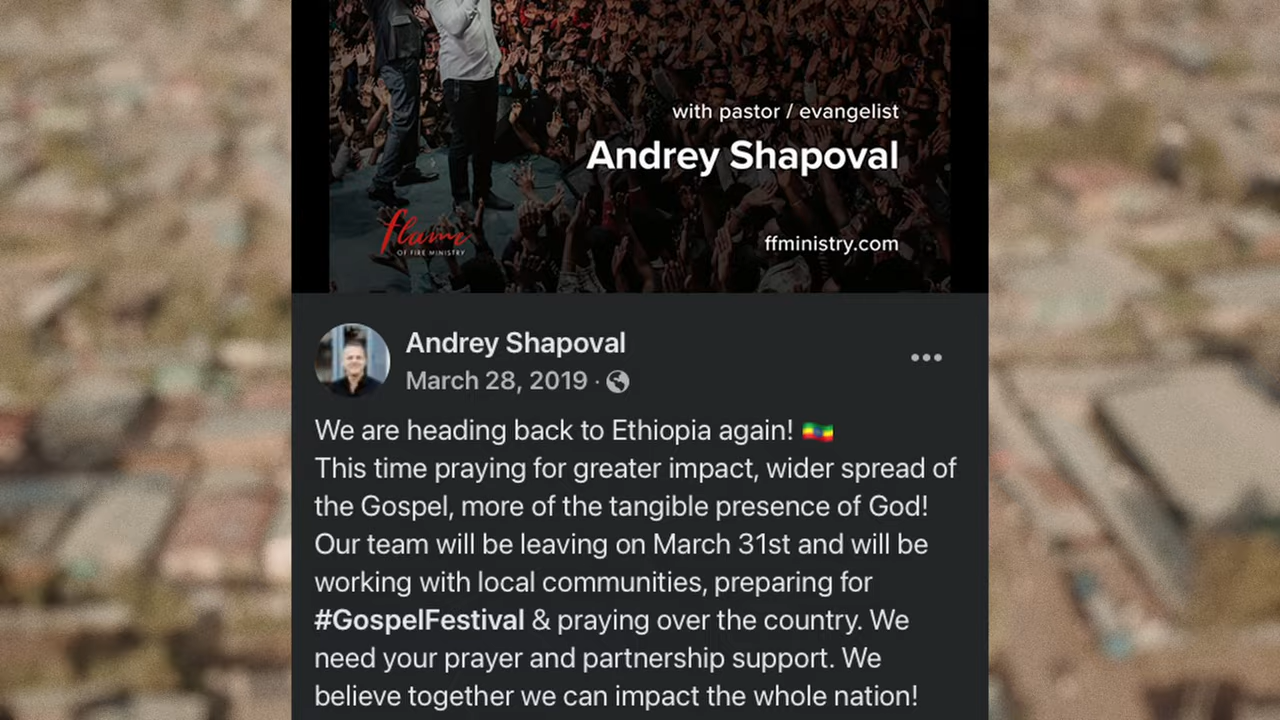 with pastor / evangelist
Andrey Shapoval
flame
OF FIRE MINISTRY
ffministry.com
Andrey Shapoval
March 28, 2019 ·
We are heading back to Ethiopia again! 🇪🇹
This time praying for greater impact, wider spread of
the Gospel, more of the tangible presence of God!
Our team will be leaving on March 31st and will be
working with local communities, preparing for
#GospelFestival & praying over the country. We
need your prayer and partnership support. We
believe together we can impact the whole nation!